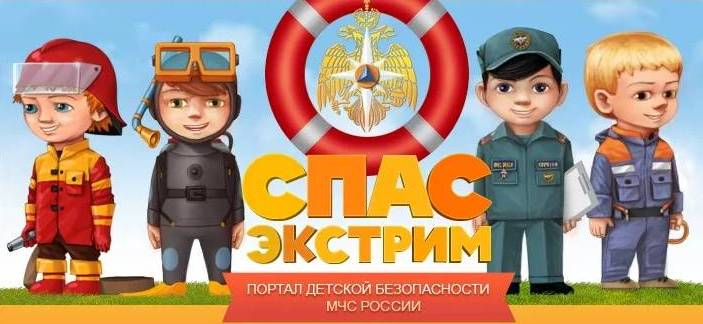 СПАС
ЭКСТРИМ
ПОРТАЛ ДЕТСКОЙ БЕЗОПАСНОСТИ
МЧС РОССИИ